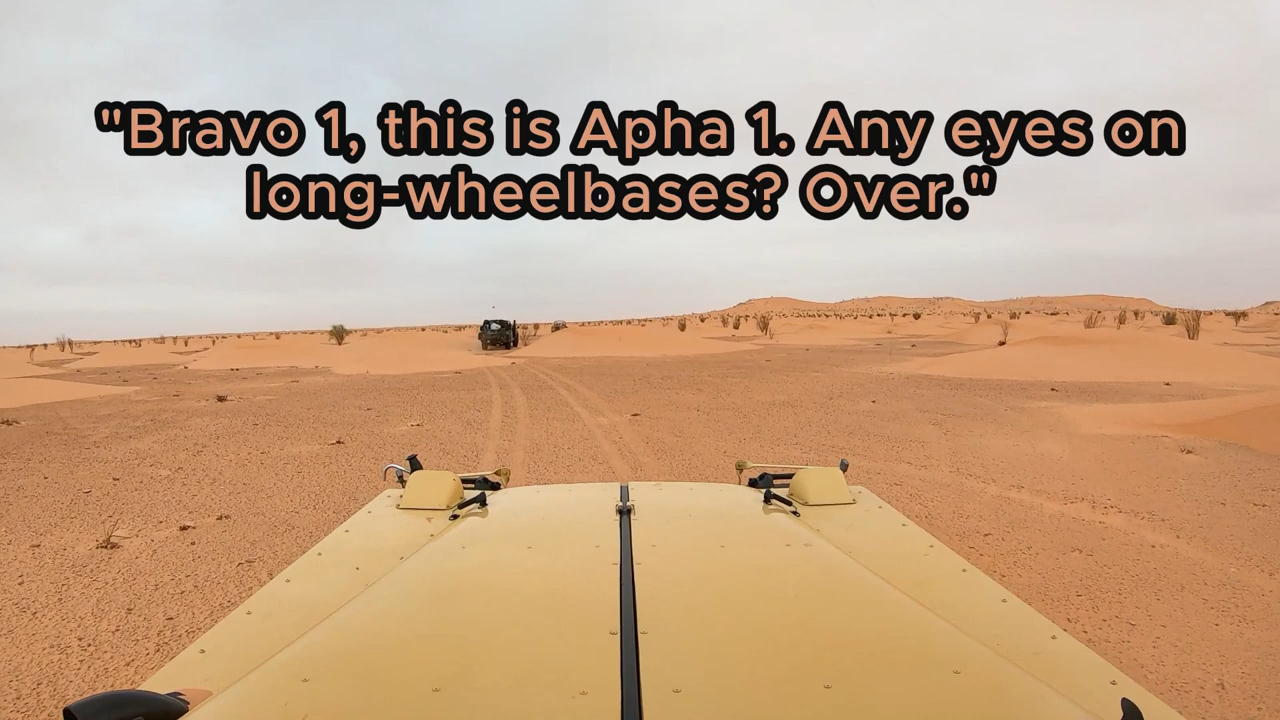 "Bravo 1, this is Apha 1. Any eyes on
long-wheelbases? Over."